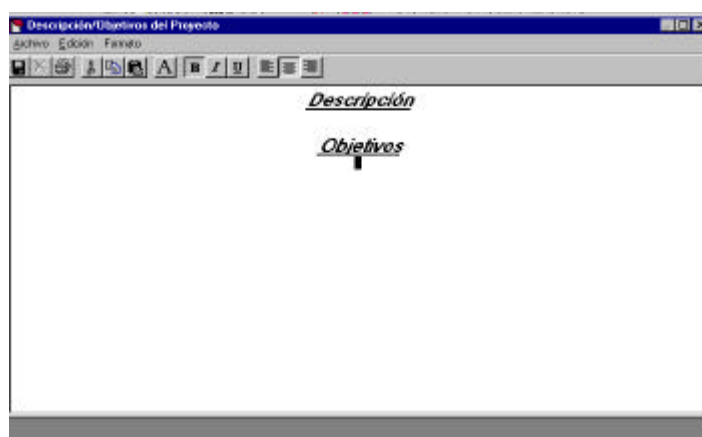 Descripción/Objetivos del Proyecto
Archivo Edición Formato
A B I U
Descripción
Objetivos